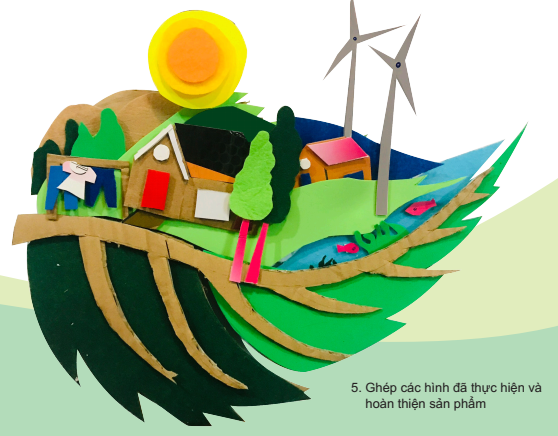 5. Ghép các hình đã thực hiện và
hoàn thiện sản phẩm